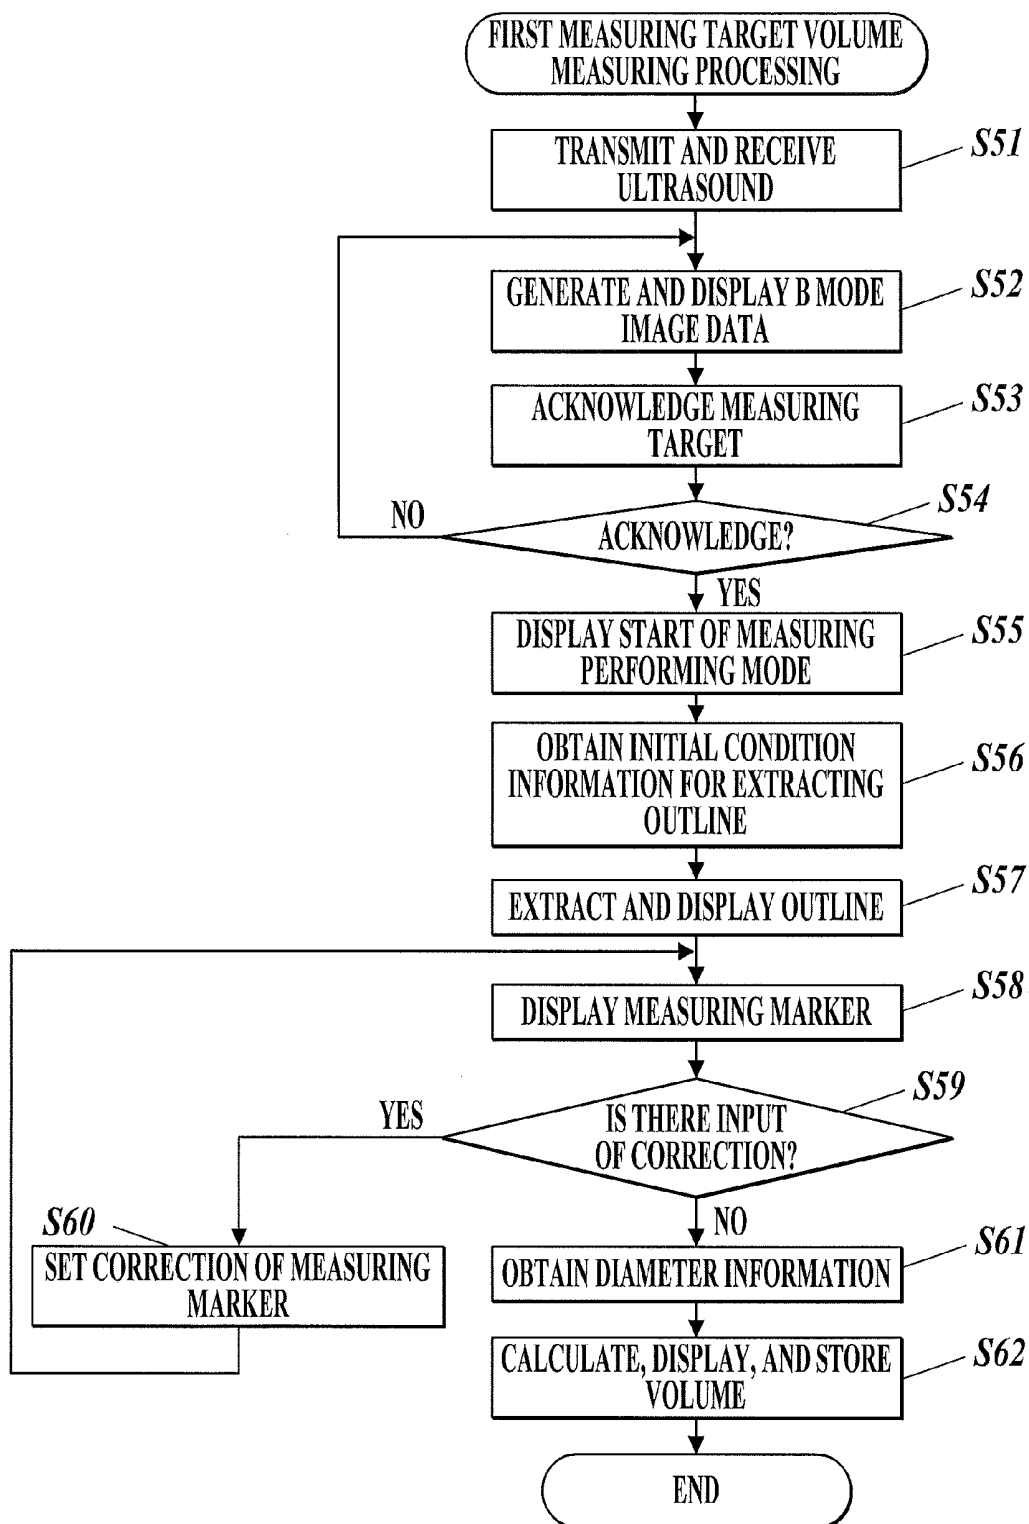 FIRST MEASURING TARGET VOLUME
MEASURING PROCESSING
S51
TRANSMIT AND RECEIVE
ULTRASOUND
S52
GENERATE AND DISPLAY B MODE
IMAGE DATA
S53
ACKNOWLEDGE MEASURING
TARGET
S54
NO
ACKNOWLEDGE?
YES
S55
DISPLAY START OF MEASURING
PERFORMING MODE
S56
OBTAIN INITIAL CONDITION
INFORMATION FOR EXTRACTING
OUTLINE
S57
EXTRACT AND DISPLAY OUTLINE
S58
DISPLAY MEASURING MARKER
S59
YES
IS THERE INPUT
OF CORRECTION?
NO
S60
SET CORRECTION OF MEASURING
MARKER
S61
OBTAIN DIAMETER INFORMATION
S62
CALCULATE, DISPLAY, AND STORE
VOLUME
END